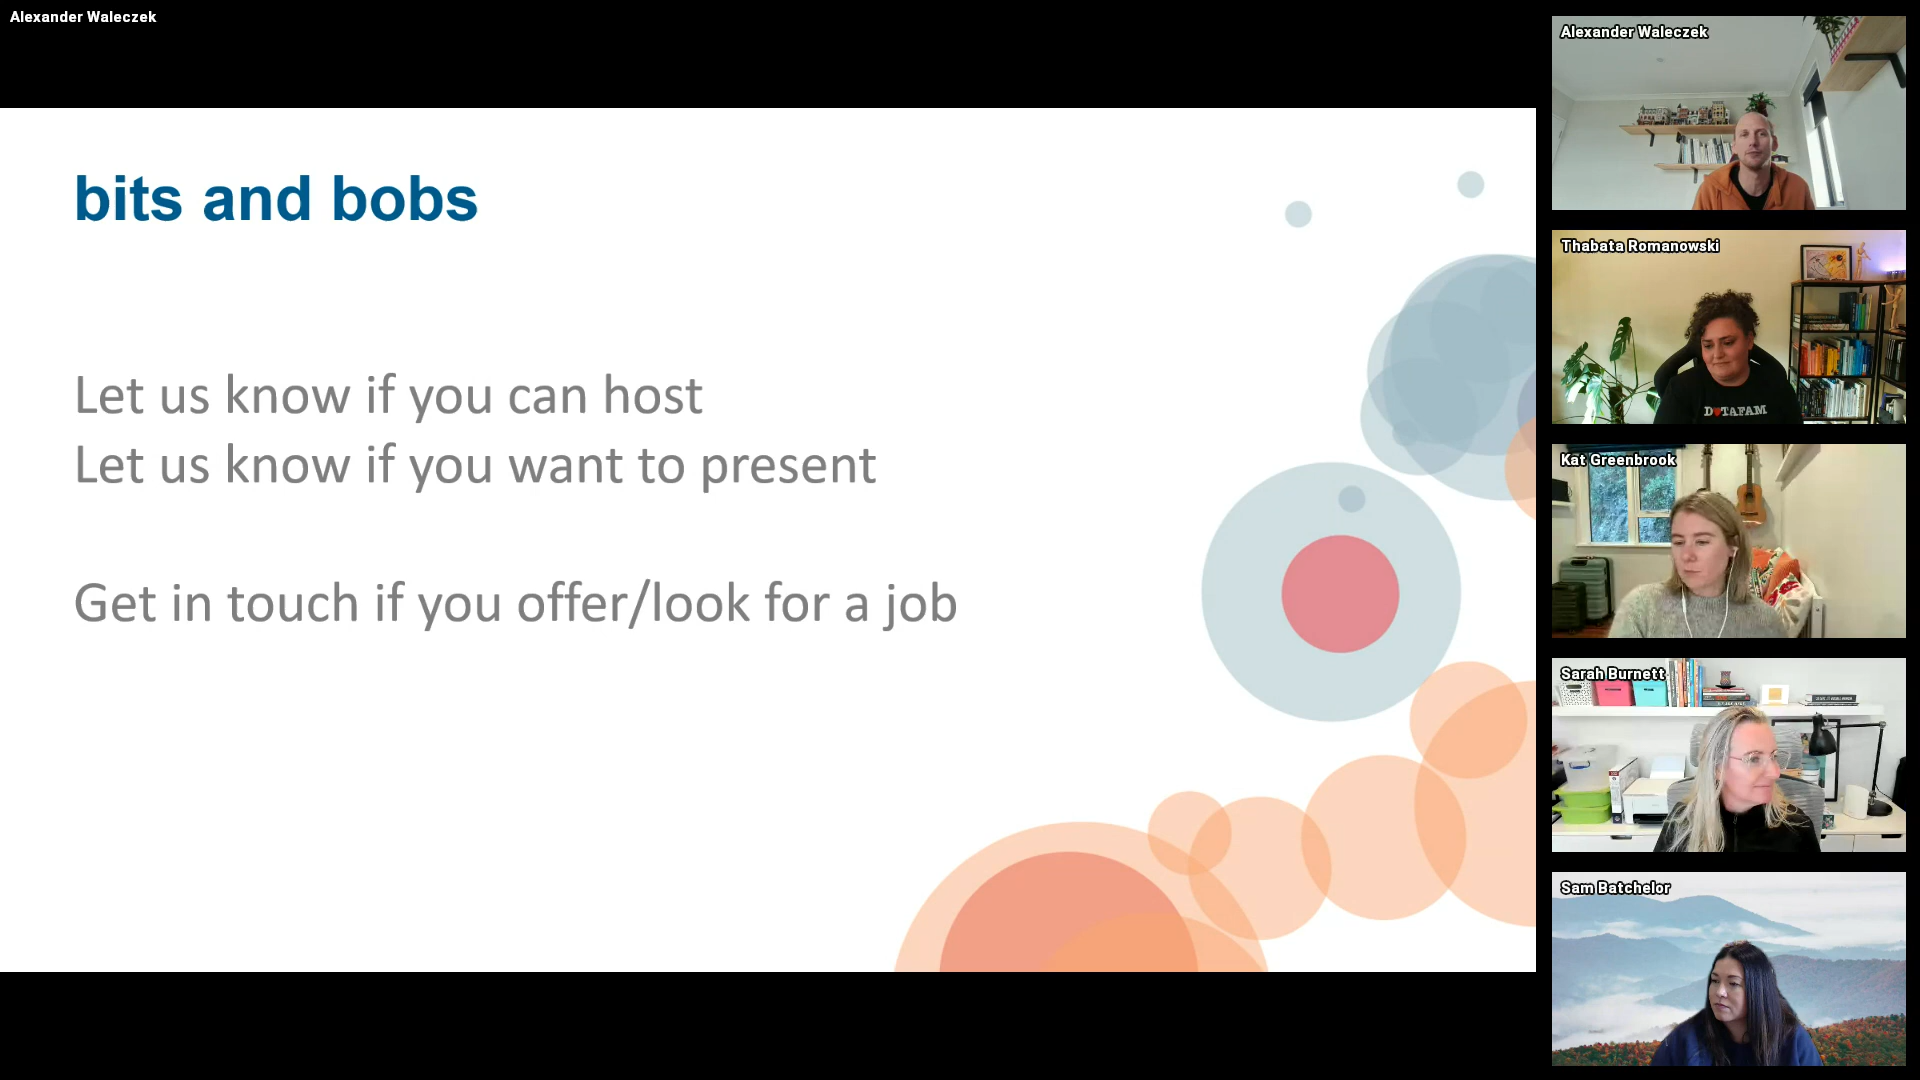 Alexander Waleczek
bits and bobs
Let us know if you can host
Let us know if you want to present
Get in touch if you offer/look for a job
Alexander Waleczek
Thabata Romanowski
D♥TAFAM
Kat Greenbrook
Sarah Burnett
Sam Batchelor